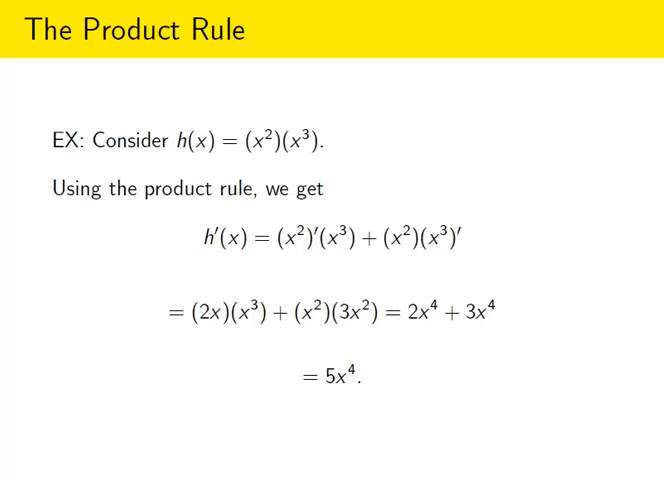 The Product Rule
EX: Consider h(x) = (x²)(x³).
Using the product rule, we get
h′(x) = (x²)′(x³) + (x²)(x³)′
= (2x)(x³) + (x²)(3x²) = 2x⁴ + 3x⁴
= 5x⁴.